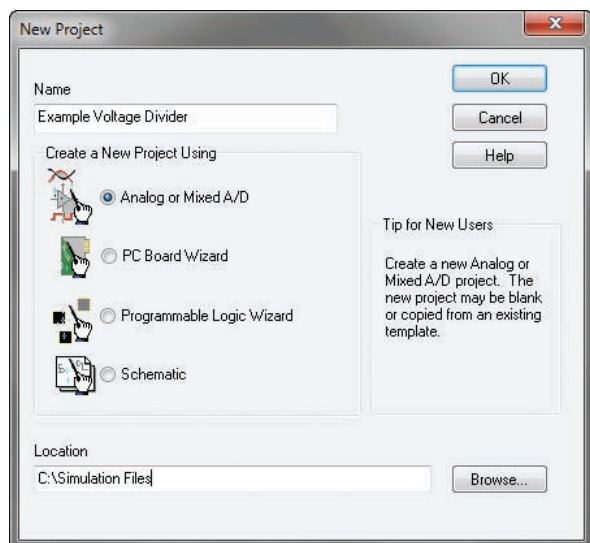 New Project
Name
Example Voltage Divider
OK
Cancel
Help
Create a New Project Using
Analog or Mixed A/D
PC Board Wizard
Programmable Logic Wizard
Schematic
Tip for New Users
Create a new Analog or
Mixed A/D project. The
new project may be blank
or copied from an existing
template.
Location
C:\Simulation Files
Browse...